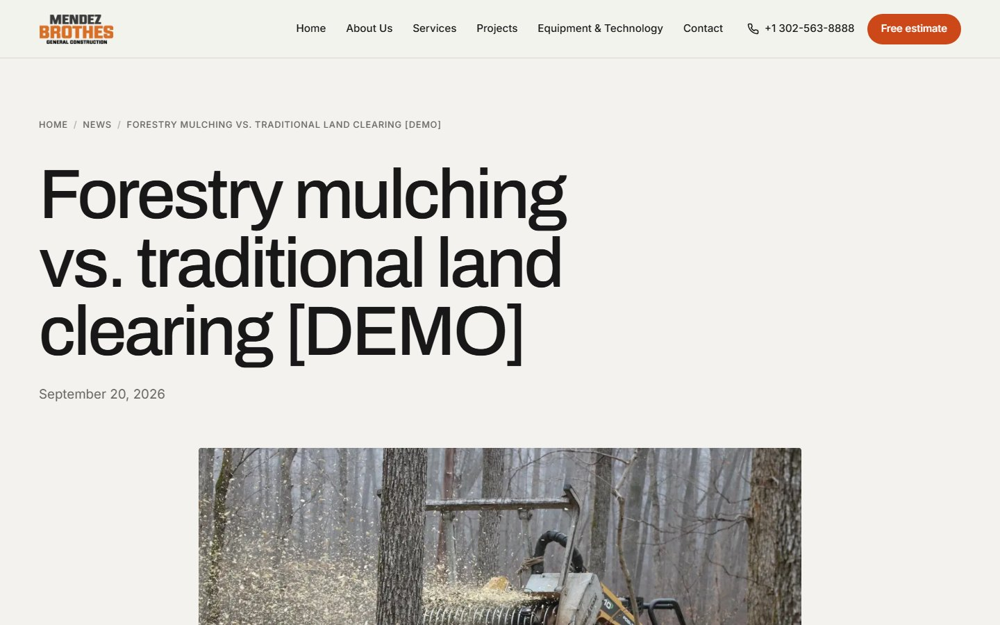 MENDEZ
BROTHES
GENERAL CONSTRUCTION
Home About Us Services Projects Equipment & Technology Contact +1 302-563-8888 Free estimate
HOME / NEWS / FORESTRY MULCHING VS. TRADITIONAL LAND CLEARING [DEMO]
Forestry mulching
vs. traditional land
clearing [DEMO]
September 20, 2026